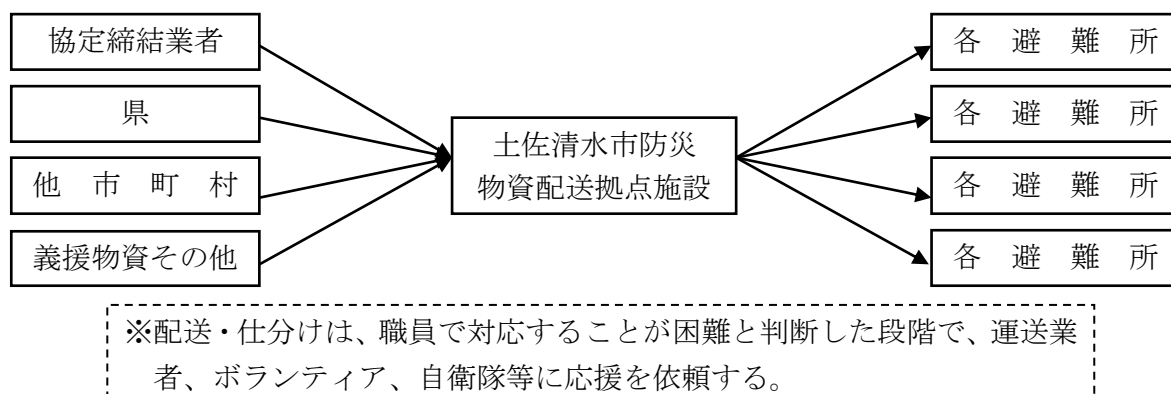 協定締結業者
県
他市町村
義援物資その他
土佐清水市防災
物資配送拠点施設
各避難所
各避難所
各避難所
各避難所
※配送・仕分けは、職員で対応することが困難と判断した段階で、運送業
者、ボランティア、自衛隊等に応援を依頼する。